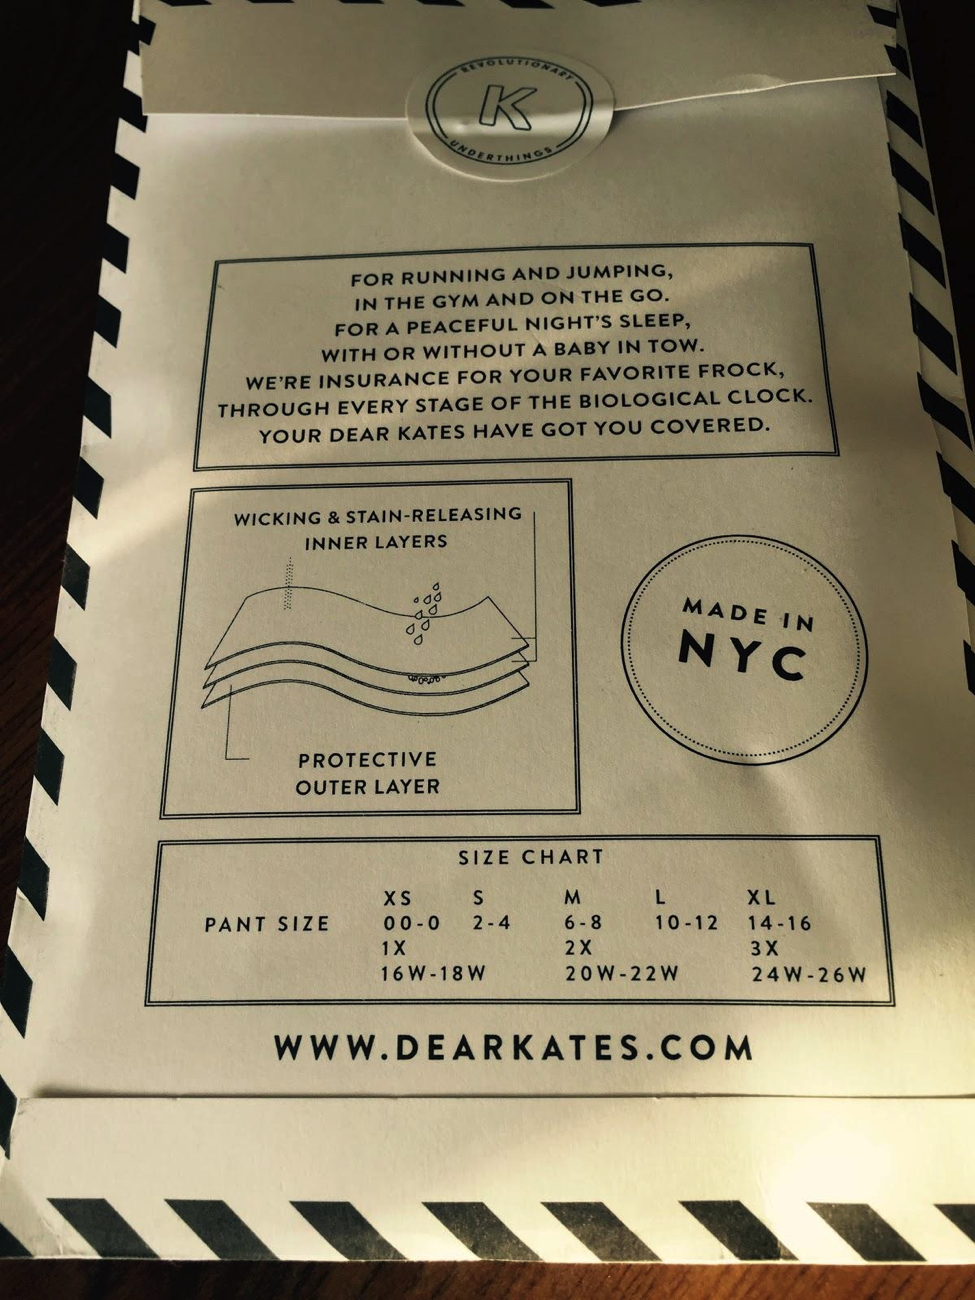 REVOLUTIONARY
K
UNDERTHINGS
FOR RUNNING AND JUMPING,
IN THE GYM AND ON THE GO.
FOR A PEACEFUL NIGHT'S SLEEP,
WITH OR WITHOUT A BABY IN TOW.
WE'RE INSURANCE FOR YOUR FAVORITE FROCK,
THROUGH EVERY STAGE OF THE BIOLOGICAL CLOCK.
YOUR DEAR KATES HAVE GOT YOU COVERED.
WICKING & STAIN-RELEASING
INNER LAYERS
PROTECTIVE
OUTER LAYER
MADE IN
NYC
SIZE CHART
XS S M L XL
PANT SIZE 00-0 2-4 6-8 10-12 14-16
1X 2X 3X
16W-18W 20W-22W 24W-26W
WWW.DEARKATES.COM